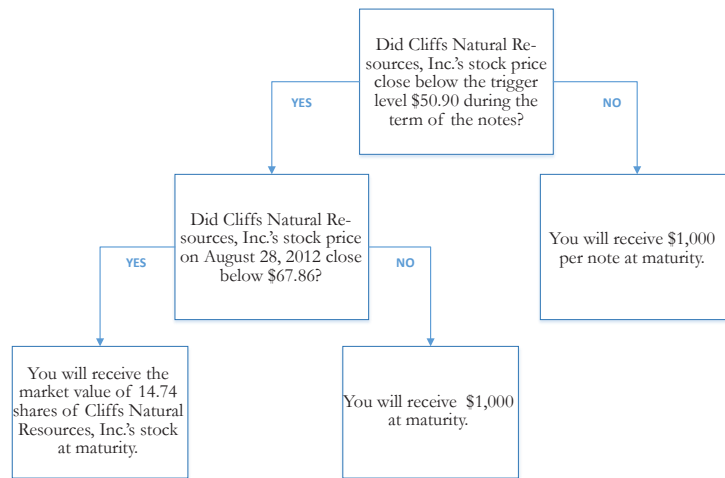 Did Cliffs Natural Re-
sources, Inc.'s stock price
close below the trigger
level $50.90 during the
term of the notes?
YES
NO
Did Cliffs Natural Re-
sources, Inc.'s stock price
on August 28, 2012 close
below $67.86?
You will receive $1,000
per note at maturity.
YES
NO
You will receive the
market value of 14.74
shares of Cliffs Natural
Resources, Inc.'s stock
at maturity.
You will receive $1,000
at maturity.